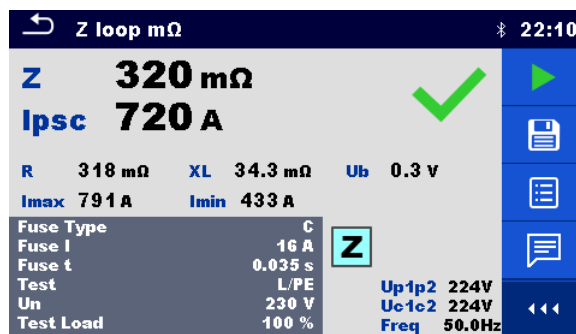 Z loop mΩ 22:10
Z 320 mΩ
Ipsc 720 A
R 318 mΩ XL 34.3 mΩ Ub 0.3 V
Imax 791 A Imin 433 A
Fuse Type C
Fuse I 16 A
Fuse t 0.035 s
Test L/PE
Un 230 V
Test Load 100 %
Z
Up1p2 224V
Uc1c2 224V
Freq 50.0Hz